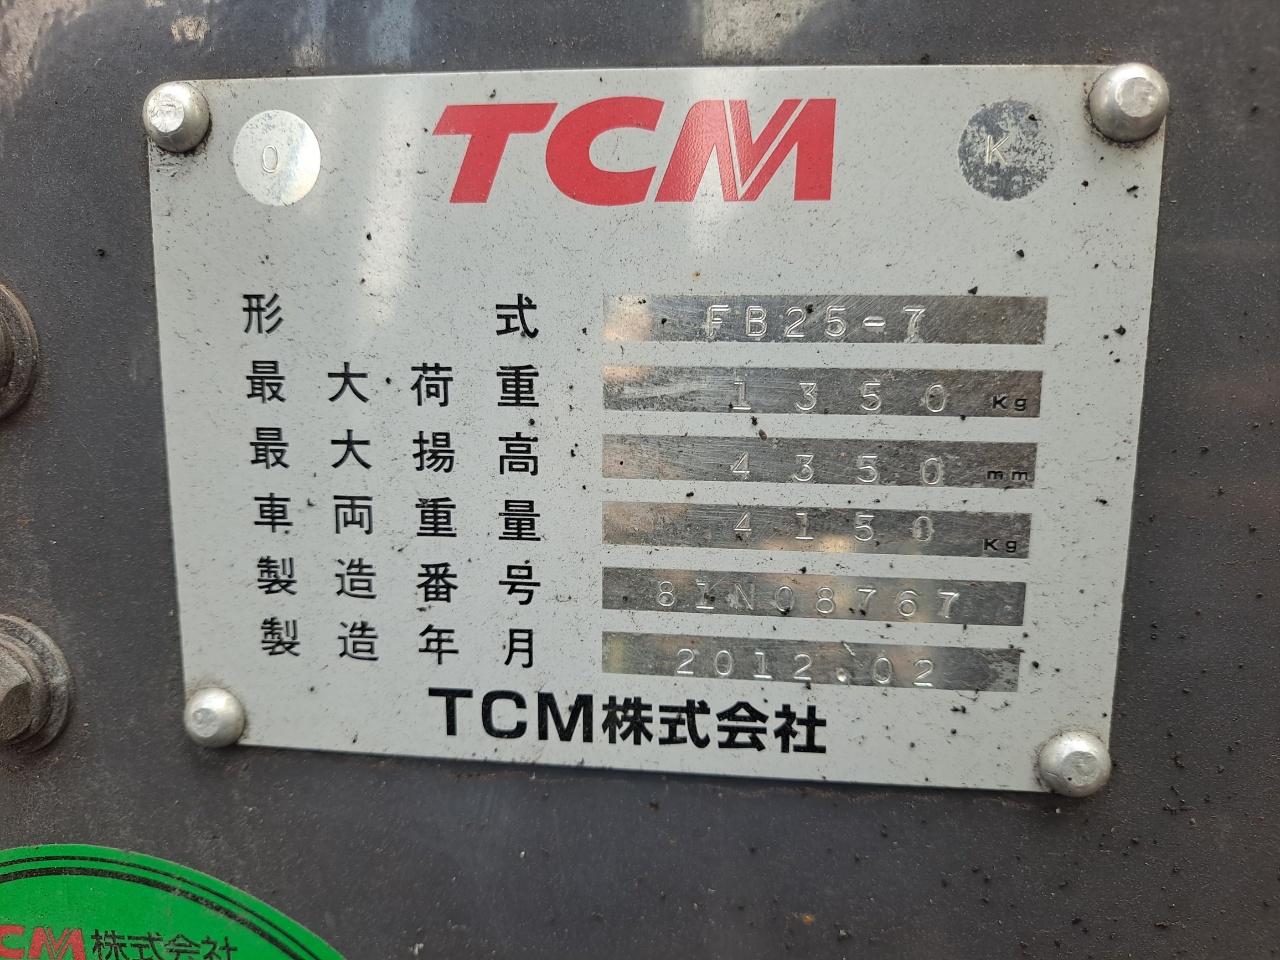 O TCM K
形式 FB25-7
最大荷重 1350 Kg
最大揚高 4350 mm
車両重量 4150 Kg
製造番号 81N08767
製造年月 2012.02
TCM株式会社
TCM株式会社